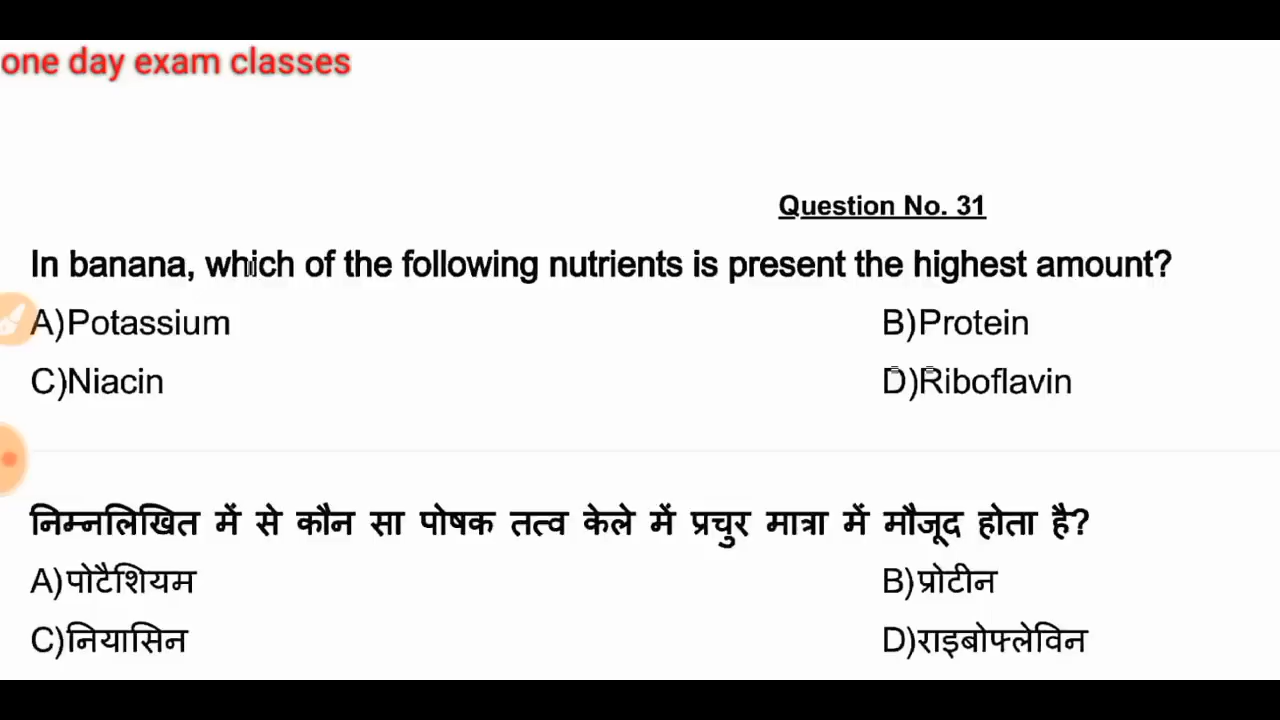 one day exam classes
Question No. 31
In banana, which of the following nutrients is present the highest amount?
A)Potassium B)Protein
C)Niacin D)Riboflavin
निम्नलिखित में से कौन सा पोषक तत्व केले में प्रचुर मात्रा में मौजूद होता है?
A)पोटैशियम B)प्रोटीन
C)नियासिन D)राइबोफ्लेविन